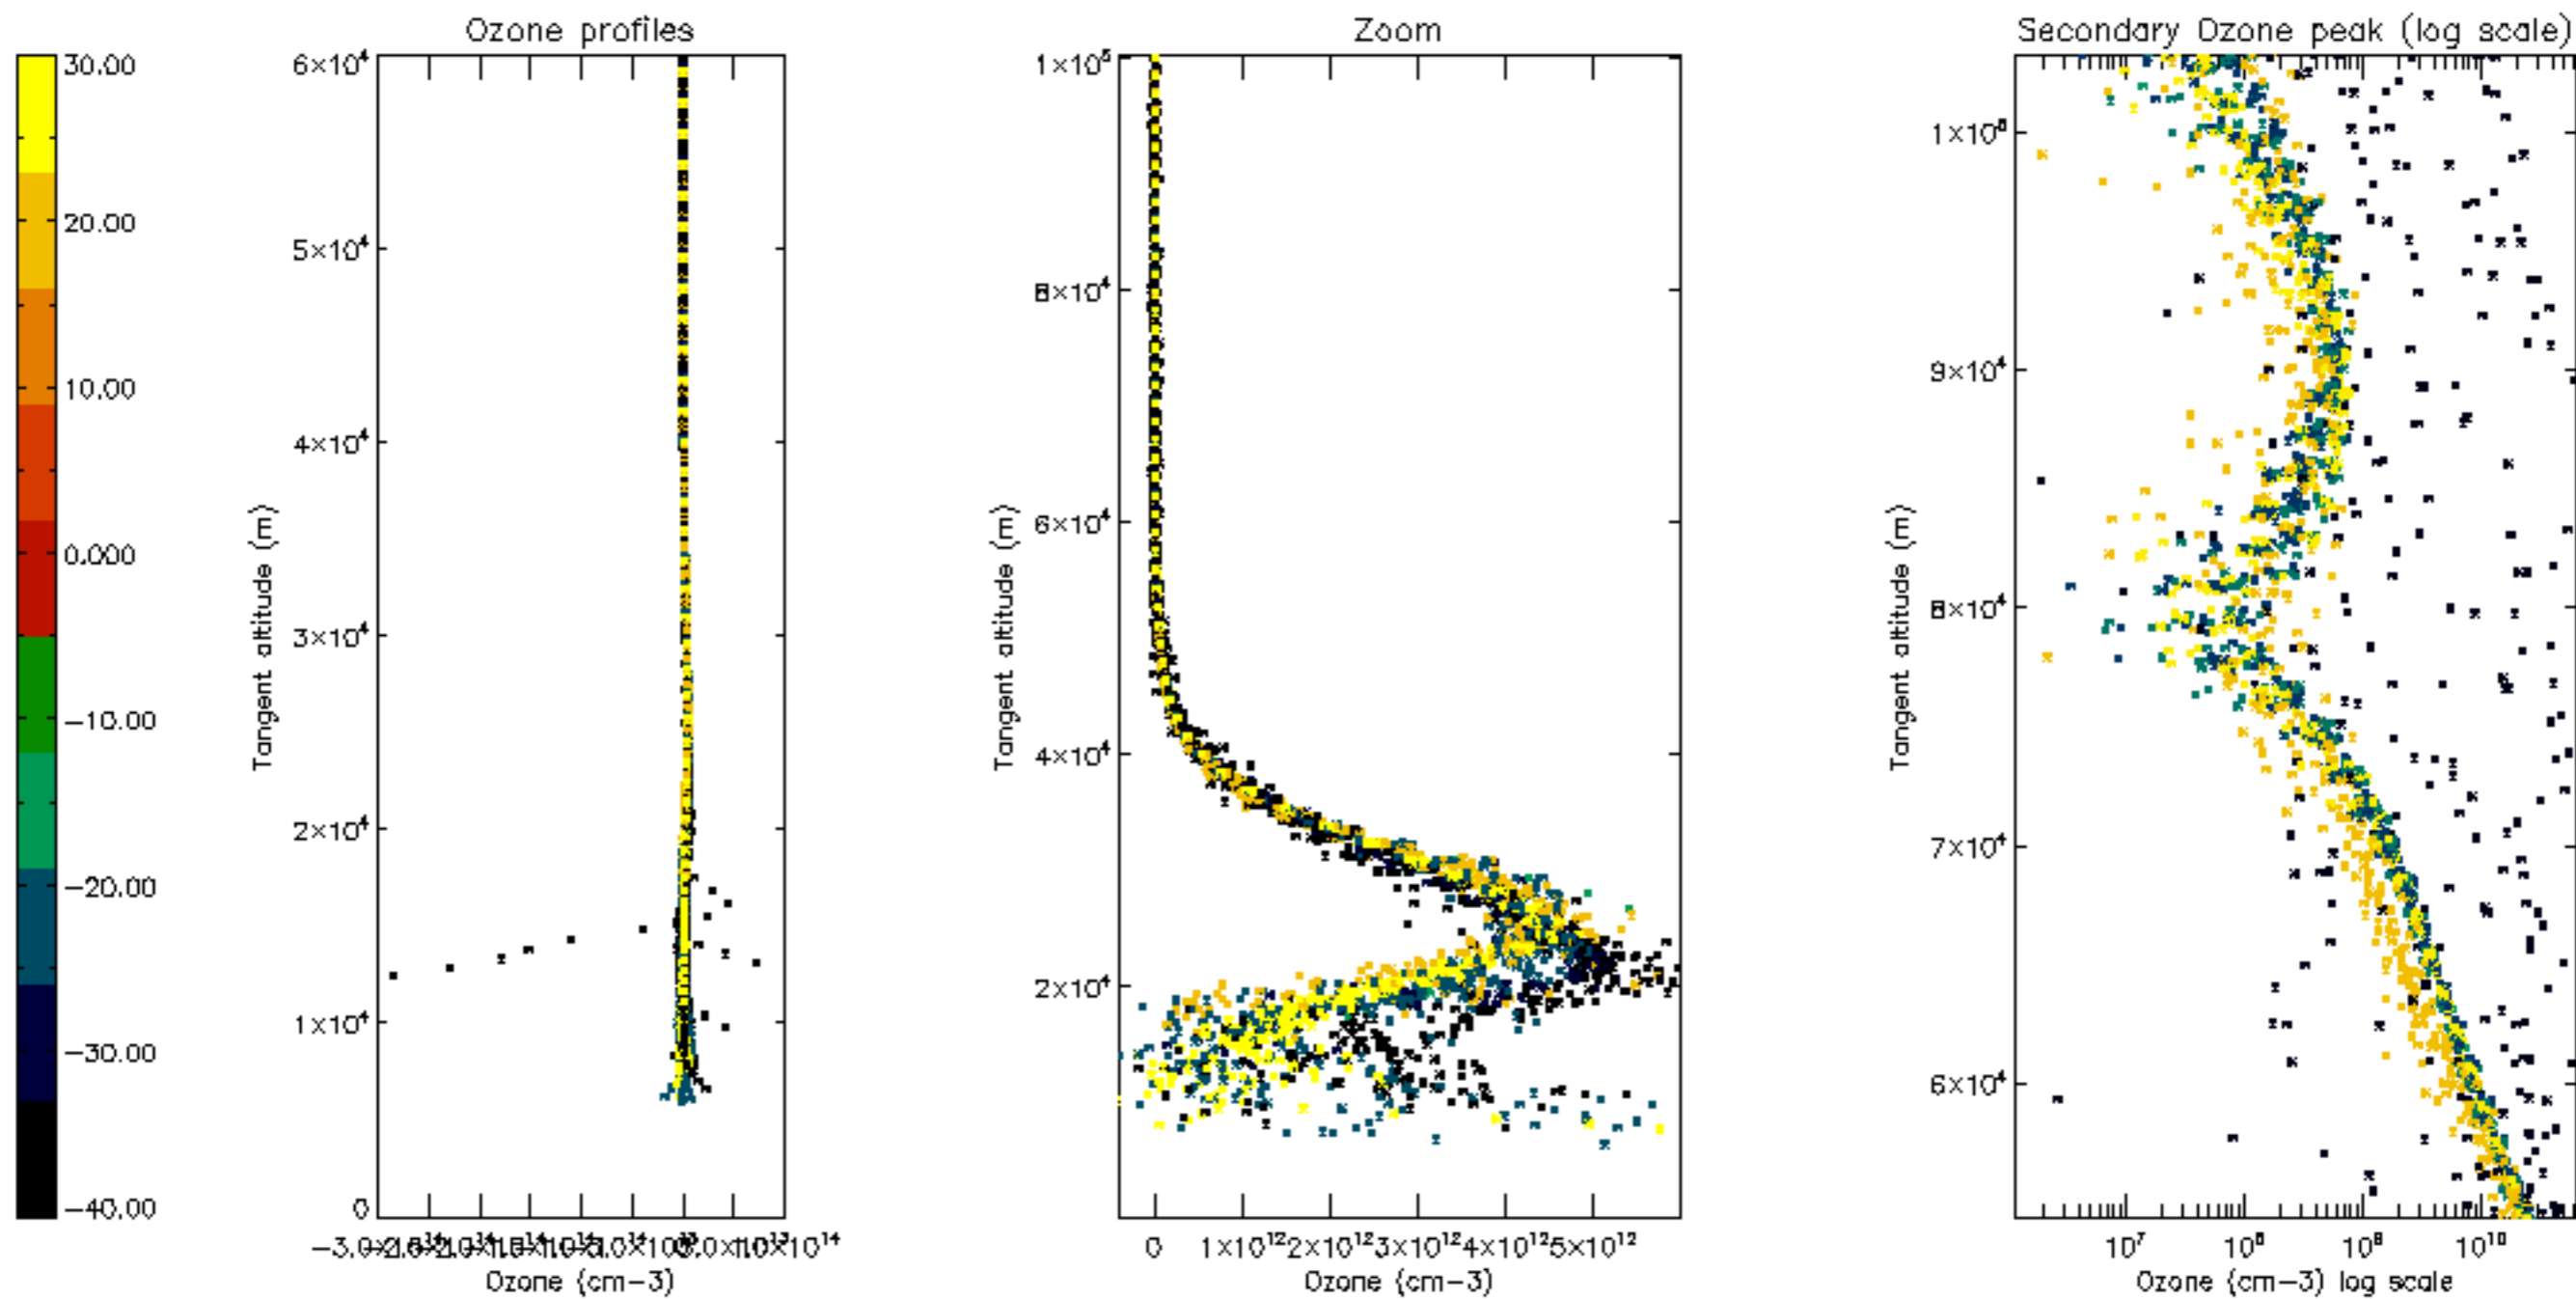 Ozone profiles
Zoom
Secondary Ozone peak (log scale)
30.00
20.00
10.00
0.000
-10.00
-20.00
-30.00
-40.00
Tangent altitude (m)
6×10⁴
5×10⁴
4×10⁴
3×10⁴
2×10⁴
1×10⁴
0
Ozone (cm-3)
Tangent altitude (m)
1×10⁵
8×10⁴
6×10⁴
4×10⁴
2×10⁴
0 1×10¹² 2×10¹² 3×10¹² 4×10¹² 5×10¹²
Ozone (cm-3)
Tangent altitude (m)
9×10⁴
8×10⁴
7×10⁴
6×10⁴
10⁷ 10⁸ 10⁹ 10¹⁰
Ozone (cm-3) log scale